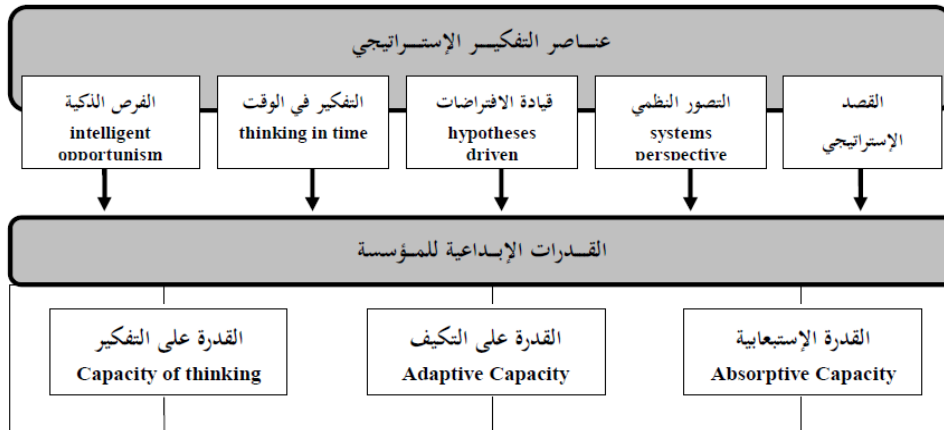 عناصر التفكير الإستراتيجي
القصد
الإستراتيجي
التصور النظمي
systems
perspective
قيادة الافتراضات
hypotheses
driven
التفكير في الوقت
thinking in time
الفرص الذكية
intelligent
opportunism
القدرات الإبداعية للمؤسسة
القدرة الإستبعابية
Absorptive Capacity
القدرة على التكيف
Adaptive Capacity
القدرة على التفكير
Capacity of thinking